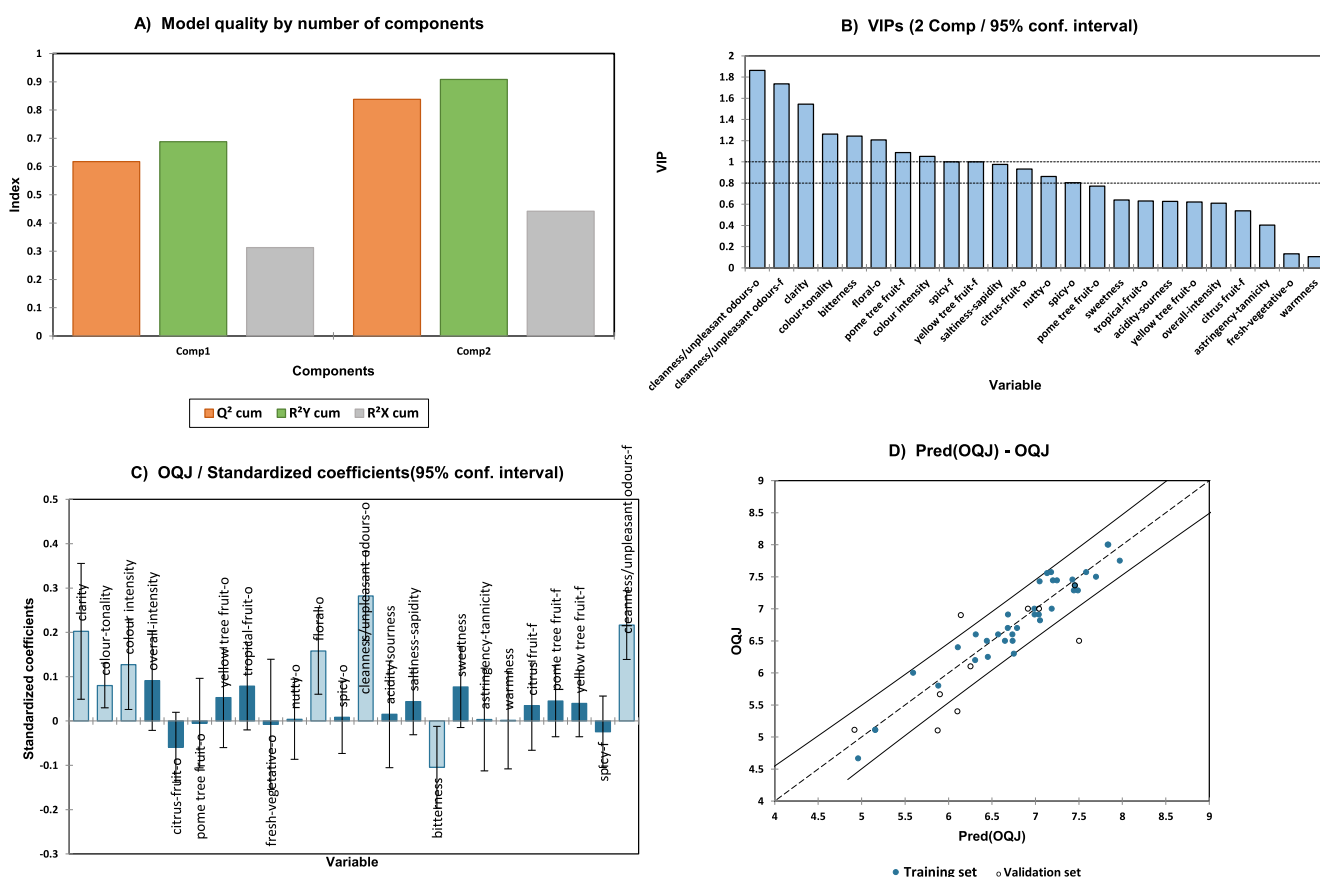 A) Model quality by number of components
1
0.9
0.8
0.7
0.6
0.5
0.4
0.3
0.2
0.1
0
Index
Comp1
Comp2
Components
Q² cum
R²Y cum
R²X cum
B) VIPs (2 Comp / 95% conf. interval)
2
1.8
1.6
1.4
1.2
1
0.8
0.6
0.4
0.2
0
VIP
cleanness/unpleasant odours-o
cleanness/unpleasant odours-f
clarity
colour-tonality
bitterness
floral-o
pome tree fruit-f
colour intensity
spicy-f
yellow tree fruit-f
saltiness-sapidity
citrus-fruit-o
nutty-o
spicy-o
pome tree fruit-o
sweetness
tropical-fruit-o
acidity-sourness
yellow tree fruit-o
overall-intensity
citrus fruit-f
astringency-tannicity
fresh-vegetative-o
warmness
Variable
C) OQJ / Standardized coefficients(95% conf. interval)
0.5
0.4
0.3
0.2
0.1
0
-0.1
-0.2
-0.3
Standardized coefficients
clarity
colour-tonality
colour intensity
overall-intensity
citrus-fruit-o
pome tree fruit-o
yellow tree fruit-o
tropidal-fruit-o
fresh-vegetative-o
nutty-o
floral-o
spicy-o
cleanness/unpleasant odours-o
acidity/sourness
saltiness-sapidity
bitterness
sweetness
astringency-tannicity
warmness
citrus fruit-f
pome tree fruit-f
yellow tree fruit-f
spicy-f
cleanness/unpleasant odours-f
Variable
D) Pred(OQJ) - OQJ
9
8.5
8
7.5
7
6.5
6
5.5
5
4.5
4
OQJ
4
4.5
5
5.5
6
6.5
7
7.5
8
8.5
9
Pred(OQJ)
Training set
Validation set